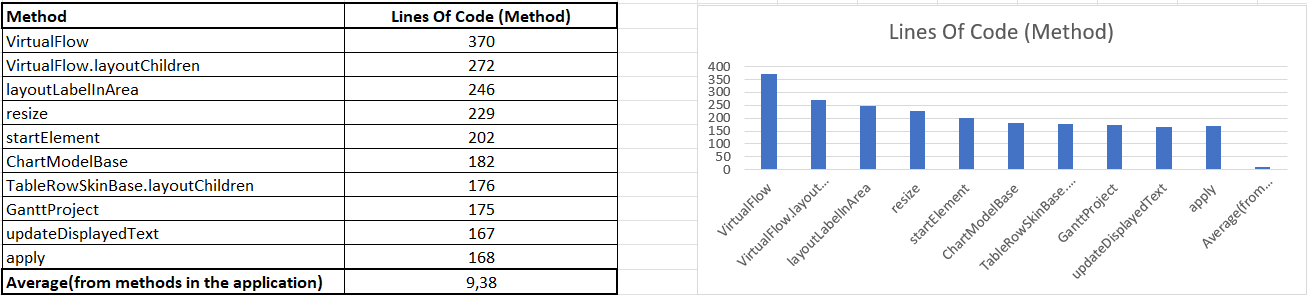 Method Lines Of Code (Method)
VirtualFlow 370
VirtualFlow.layoutChildren 272
layoutLabelInArea 246
resize 229
startElement 202
ChartModelBase 182
TableRowSkinBase.layoutChildren 176
GanttProject 175
updateDisplayedText 167
apply 168
Average(from methods in the application) 9,38
Lines Of Code (Method)
400
350
300
250
200
150
100
50
0
VirtualFlow
VirtualFlow.layout...
layoutLabelInArea
resize
startElement
ChartModelBase
TableRowSkinBase....
GanttProject
updateDisplayedText
apply
Average(from...